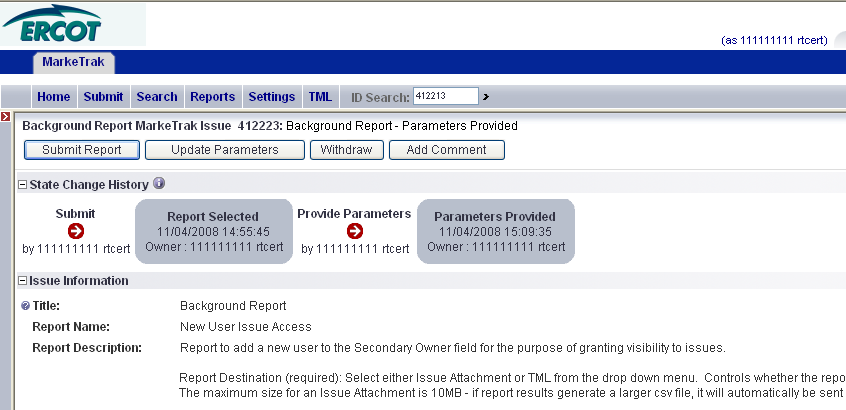 ERCOT
(as 111111111 rtcert)
MarkeTrak
Home Submit Search Reports Settings TML ID Search: 412213
Background Report MarkeTrak Issue 412223: Background Report - Parameters Provided
Submit Report Update Parameters Withdraw Add Comment
State Change History
Submit Report Selected Provide Parameters Parameters Provided
11/04/2008 14:55:45 11/04/2008 15:09:35
by 111111111 rtcert Owner : 111111111 rtcert by 111111111 rtcert Owner : 111111111 rtcert
Issue Information
Title: Background Report
Report Name: New User Issue Access
Report Description: Report to add a new user to the Secondary Owner field for the purpose of granting visibility to issues.
Report Destination (required): Select either Issue Attachment or TML from the drop down menu. Controls whether the repo
The maximum size for an Issue Attachment is 10MB - if report results generate a larger csv file, it will automatically be sent